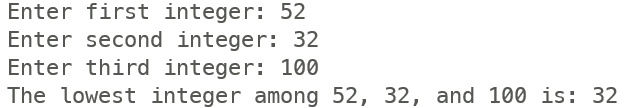 Enter first integer: 52
Enter second integer: 32
Enter third integer: 100
The lowest integer among 52, 32, and 100 is: 32